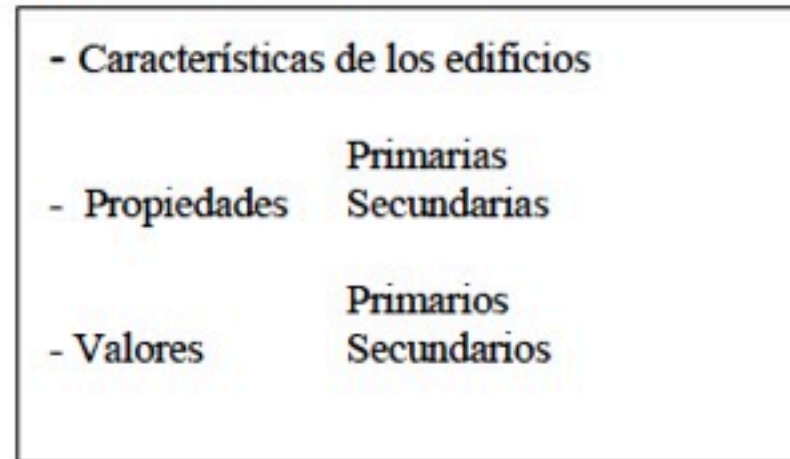 - Características de los edificios
Primarias
- Propiedades Secundarias
Primarios
- Valores Secundarios